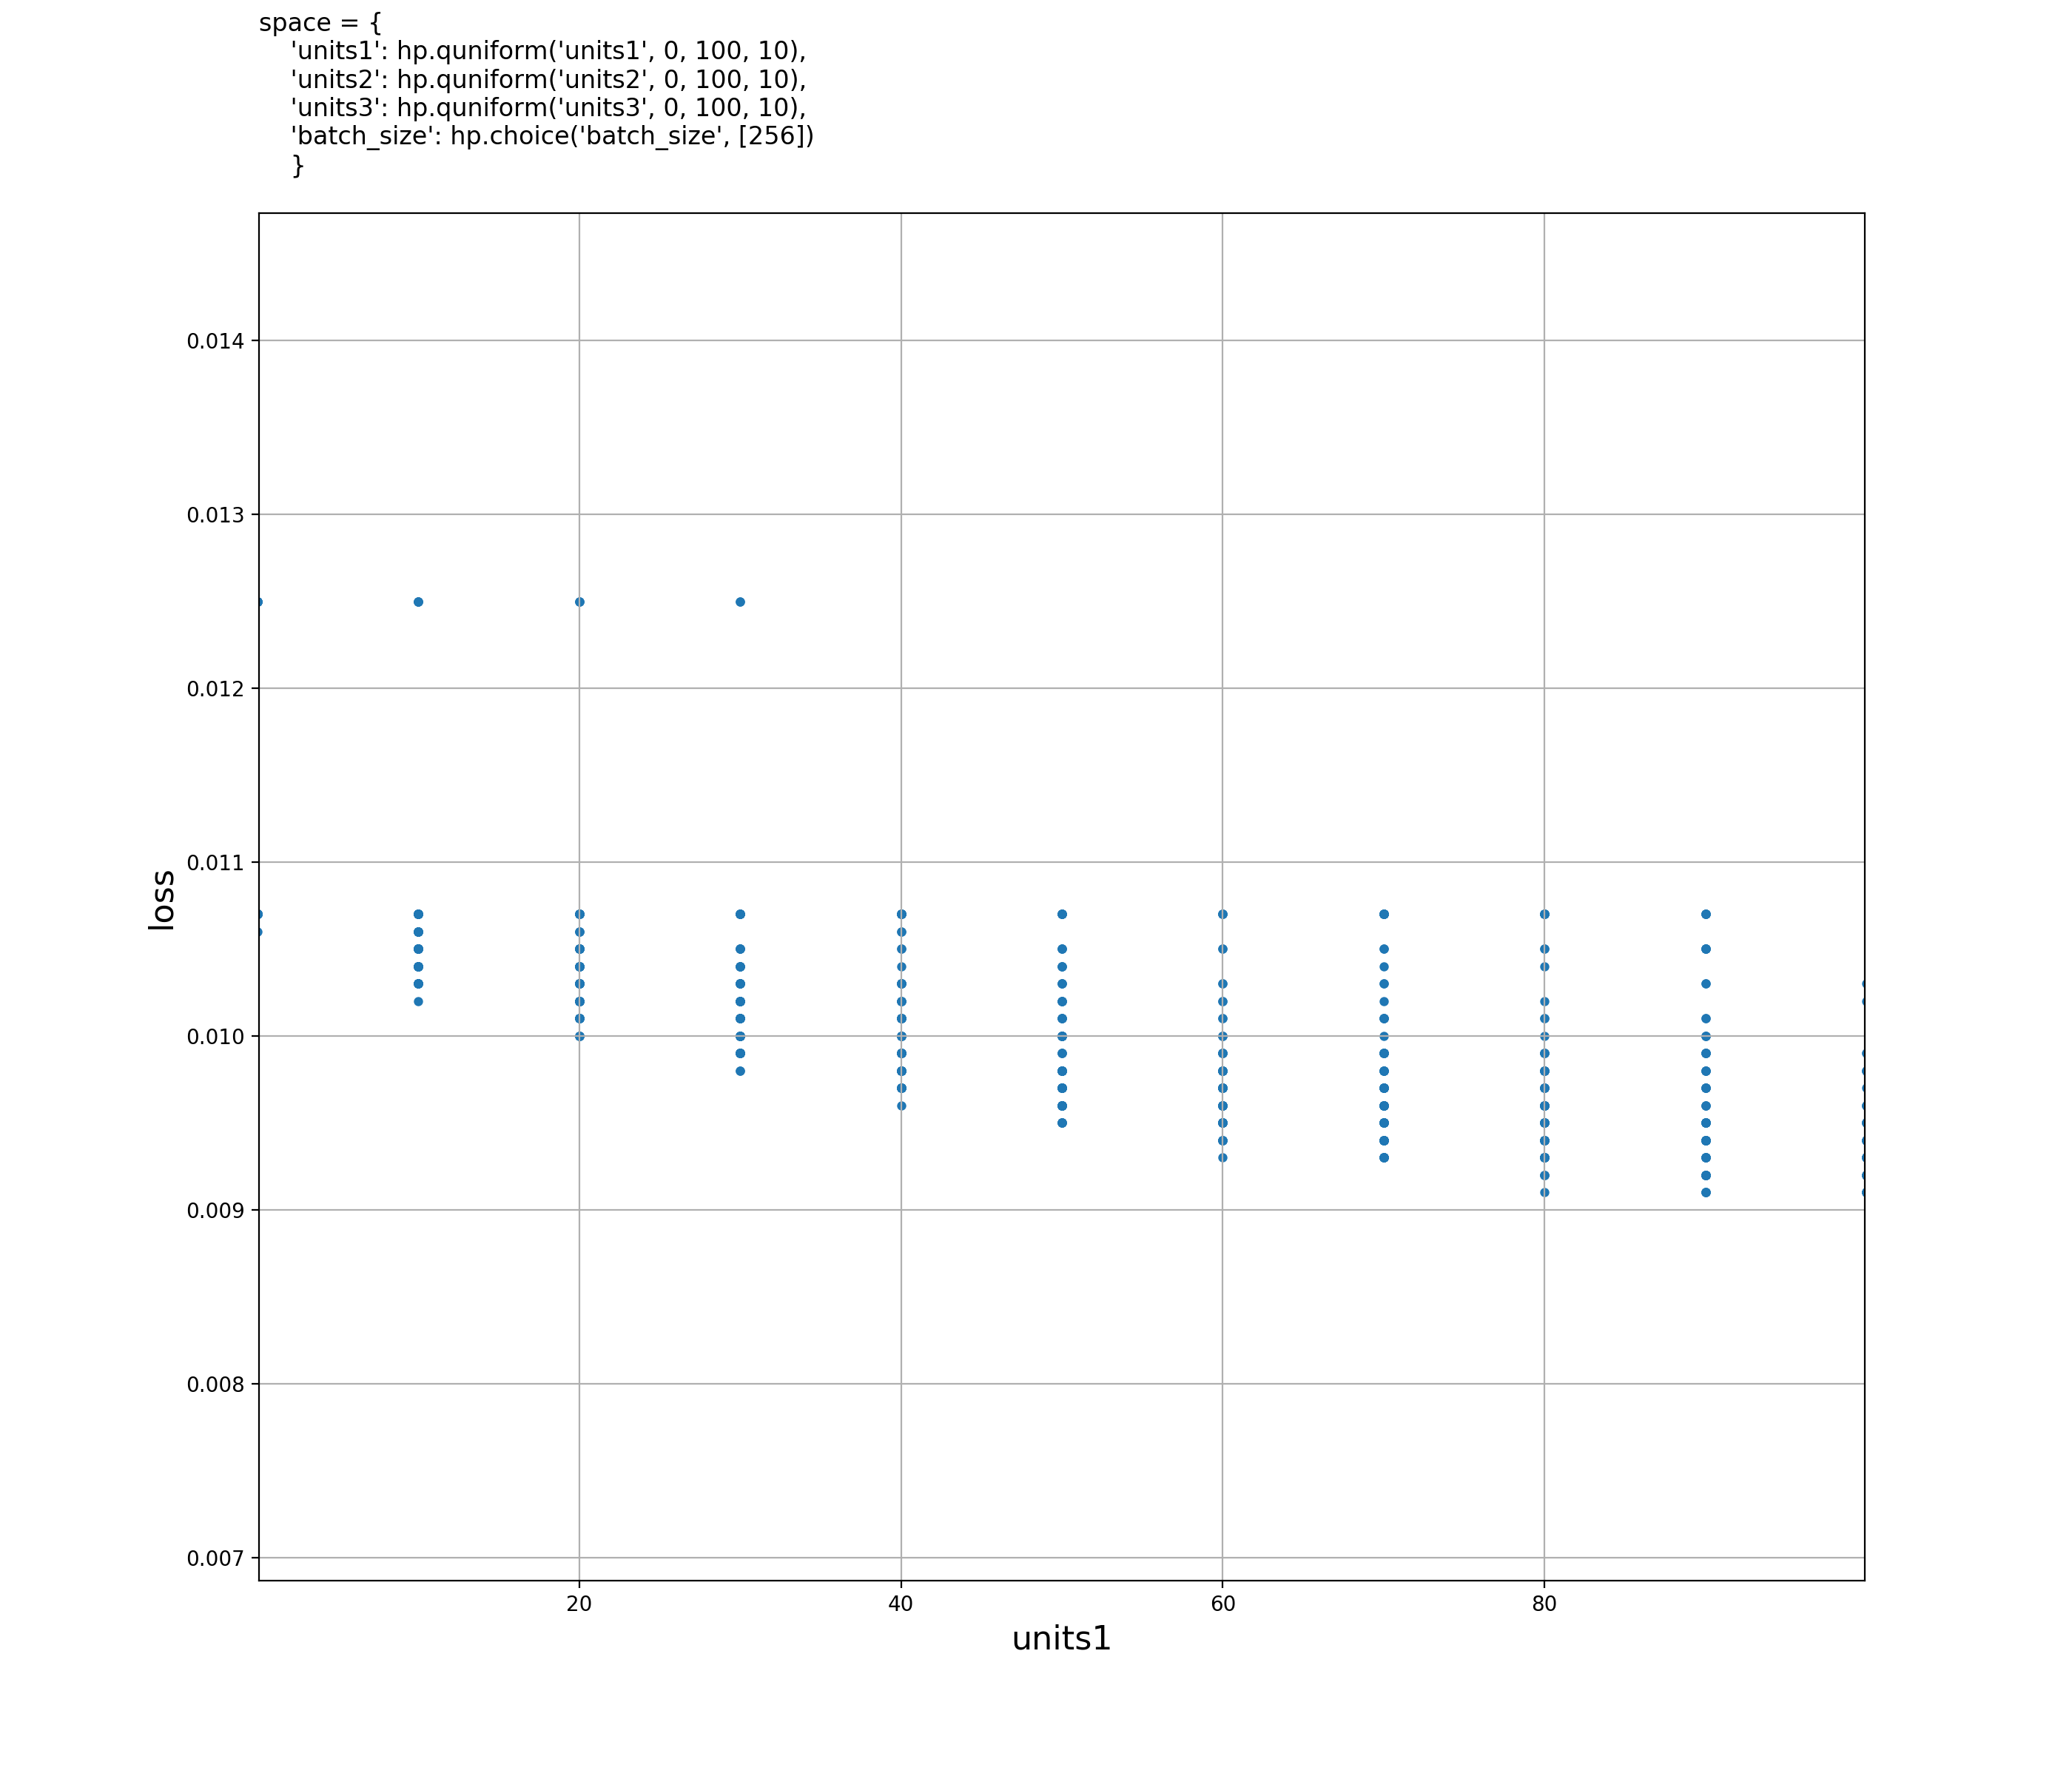 space = {
    'units1': hp.quniform('units1', 0, 100, 10),
    'units2': hp.quniform('units2', 0, 100, 10),
    'units3': hp.quniform('units3', 0, 100, 10),
    'batch_size': hp.choice('batch_size', [256])
    }
0.014
0.013
0.012
0.011
0.010
0.009
0.008
0.007
loss
20 40 60 80
units1